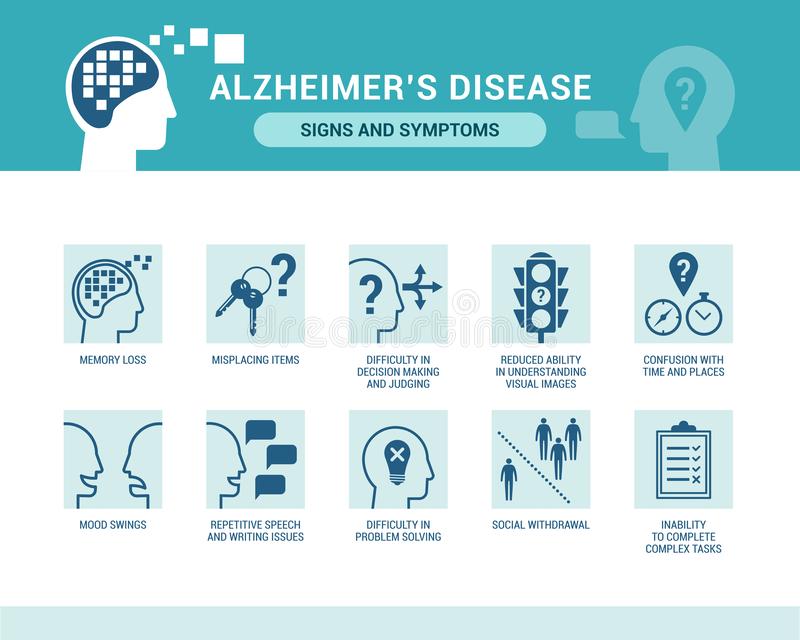 ALZHEIMER'S DISEASE
SIGNS AND SYMPTOMS
MEMORY LOSS
MISPLACING ITEMS
DIFFICULTY IN
DECISION MAKING
AND JUDGING
REDUCED ABILITY
IN UNDERSTANDING
VISUAL IMAGES
CONFUSION WITH
TIME AND PLACES
MOOD SWINGS
REPETITIVE SPEECH
AND WRITING ISSUES
DIFFICULTY IN
PROBLEM SOLVING
SOCIAL WITHDRAWAL
INABILITY
TO COMPLETE
COMPLEX TASKS
dreamstime